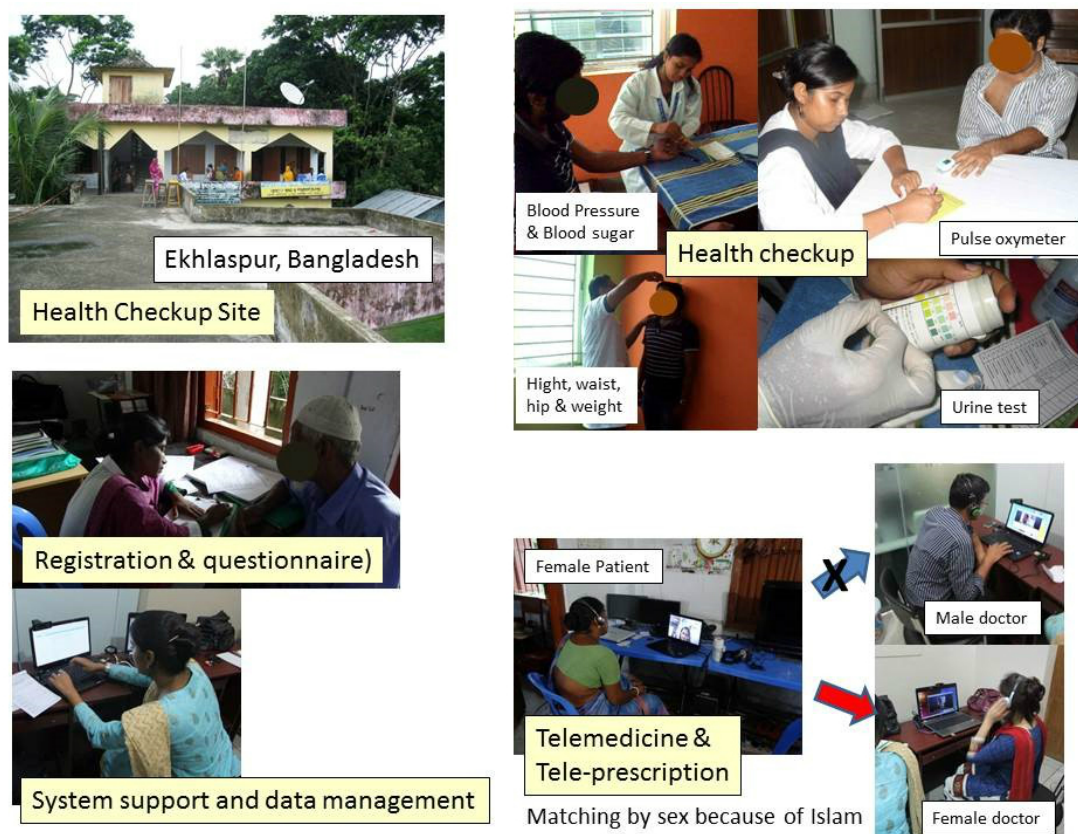 Ekhlaspur, Bangladesh
Health Checkup Site
Blood Pressure
& Blood sugar
Health checkup
Pulse oxymeter
Hight, waist,
hip & weight
Urine test
Registration & questionnaire)
System support and data management
Female Patient
X
Male doctor
Telemedicine &
Tele-prescription
Matching by sex because of Islam
Female doctor